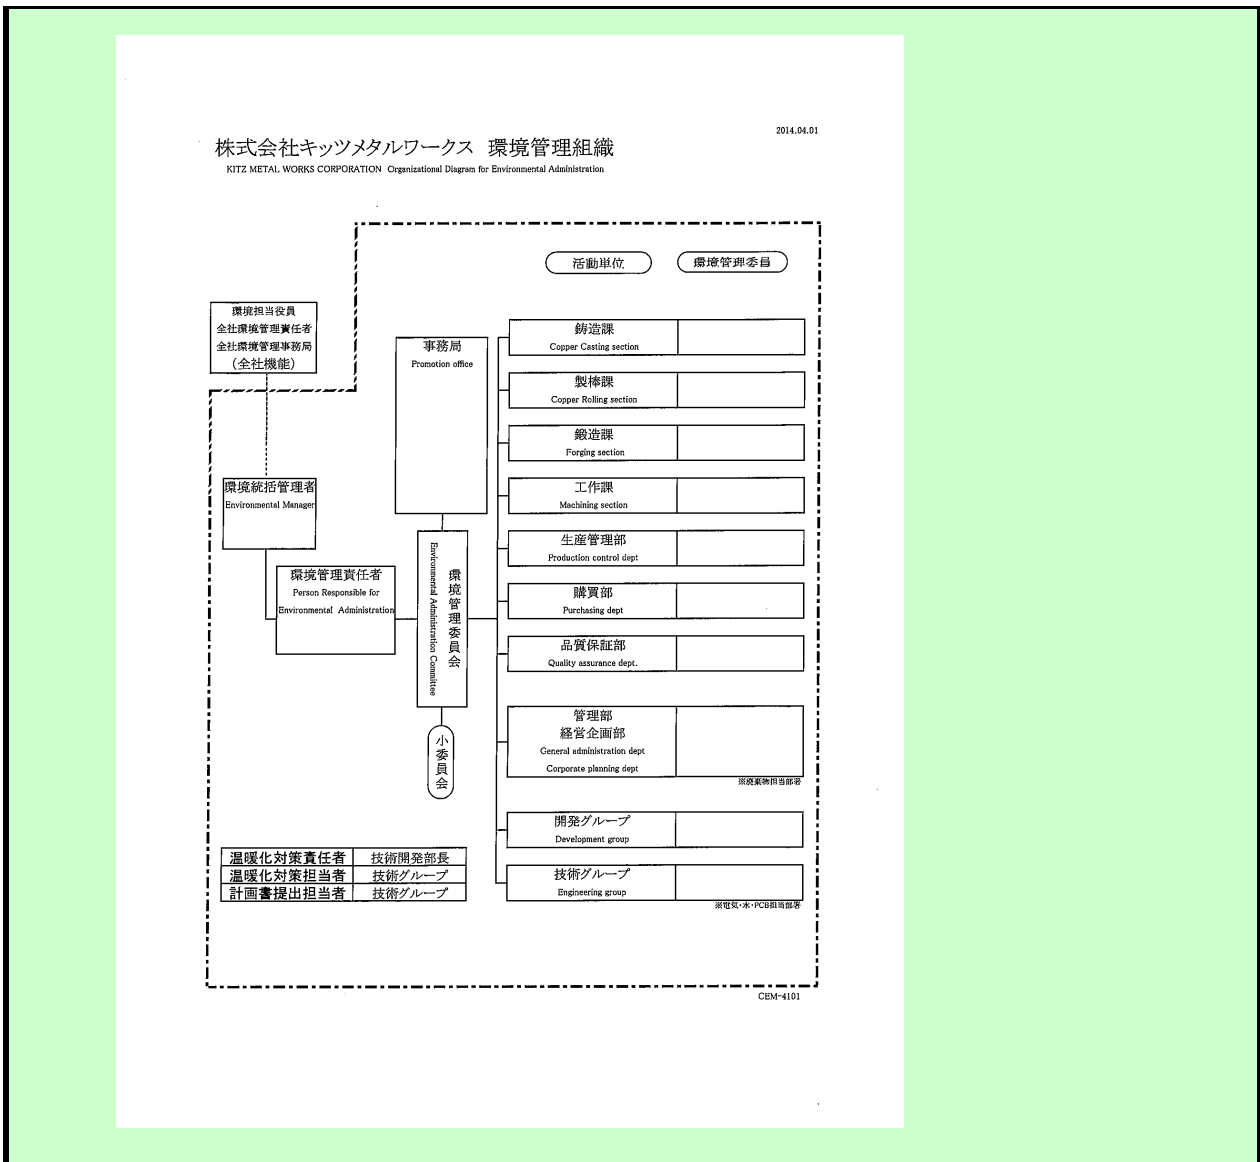 2014.04.01
株式会社キッツメタルワークス 環境管理組織
KITZ METAL WORKS CORPORATION Organizational Diagram for Environmental Administration
活動単位
環境管理委員
環境担当役員
全社環境管理責任者
全社環境管理事務局
(全社機能)
事務局
Promotion office
環境統括管理者
Environmental Manager
環境管理責任者
Person Responsible for
Environmental Administration
環境管理委員会
Environmental Administration Committee
小委員会
鋳造課
Copper Casting section
製棒課
Copper Rolling section
鍛造課
Forging section
工作課
Machining section
生産管理部
Production control dept
購買部
Purchasing dept
品質保証部
Quality assurance dept.
管理部
経営企画部
General administration dept
Corporate planning dept
※廃棄物担当部署
開発グループ
Development group
技術グループ
Engineering group
※電気・水・PCB担当部署
温暖化対策責任者 技術開発部長
温暖化対策担当者 技術グループ
計画書提出担当者 技術グループ
CEM-4101